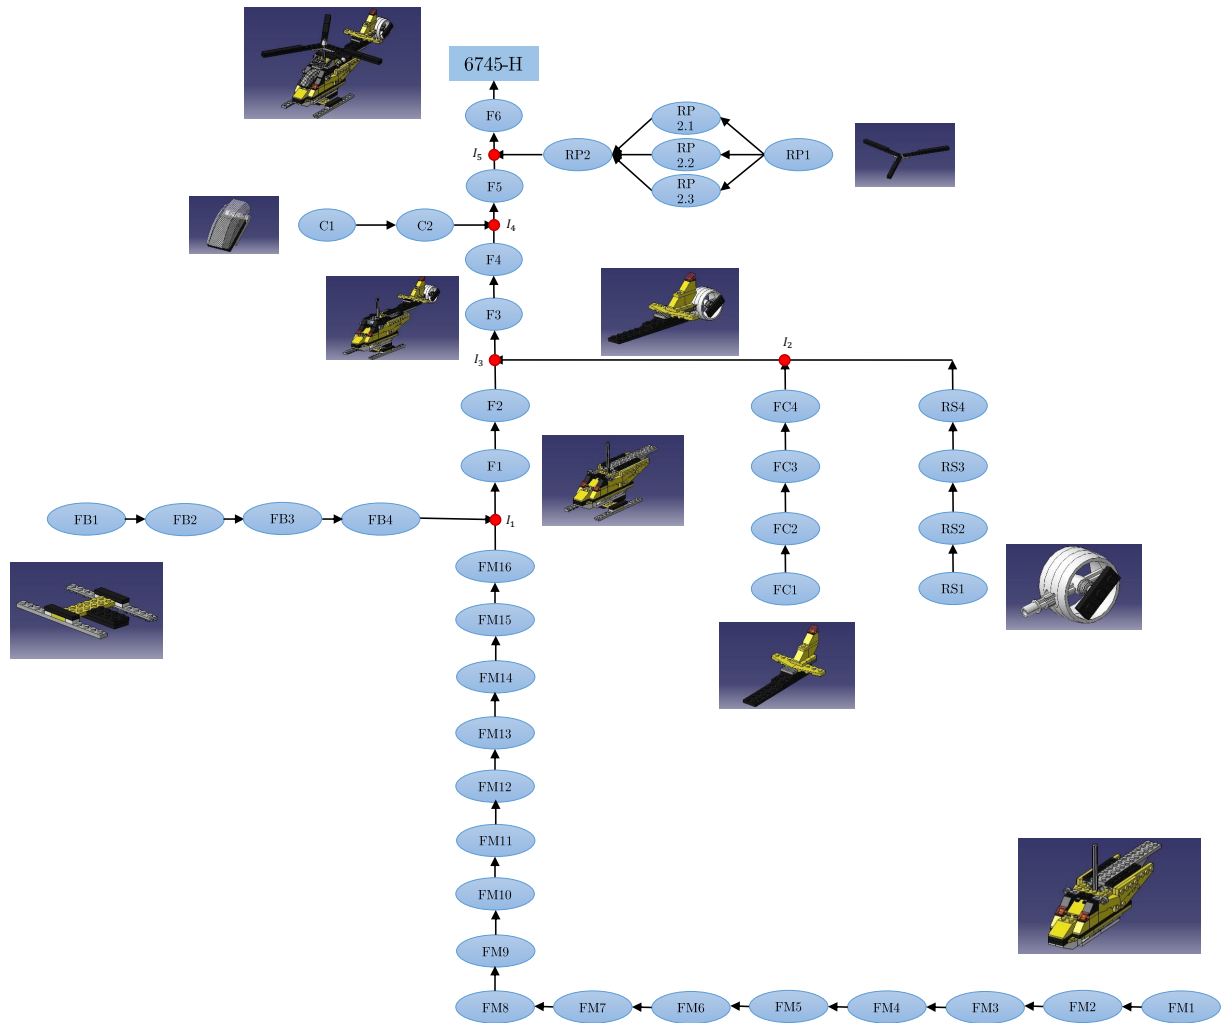 6745-H
F6
RP
2.1
I5
RP2
RP
2.2
RP1
F5
RP
2.3
C1
C2
I4
F4
F3
I2
I3
F2
FC4
RS4
F1
FC3
RS3
FB1
FB2
FB3
FB4
I1
FC2
RS2
FM16
FC1
RS1
FM15
FM14
FM13
FM12
FM11
FM10
FM9
FM8
FM7
FM6
FM5
FM4
FM3
FM2
FM1